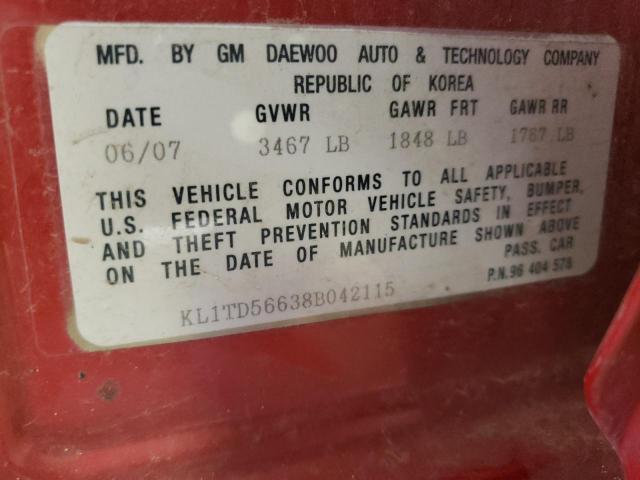 MFD. BY GM DAEWOO AUTO & TECHNOLOGY COMPANY
REPUBLIC OF KOREA
DATE GVWR GAWR FRT GAWR RR
06/07 3467 LB 1848 LB 1767 LB
THIS VEHICLE CONFORMS TO ALL APPLICABLE
U.S. FEDERAL MOTOR VEHICLE SAFETY, BUMPER,
AND THEFT PREVENTION STANDARDS IN EFFECT
ON THE DATE OF MANUFACTURE SHOWN ABOVE
PASS. CAR
P.N. 96 404 578
KL1TD56638B042115